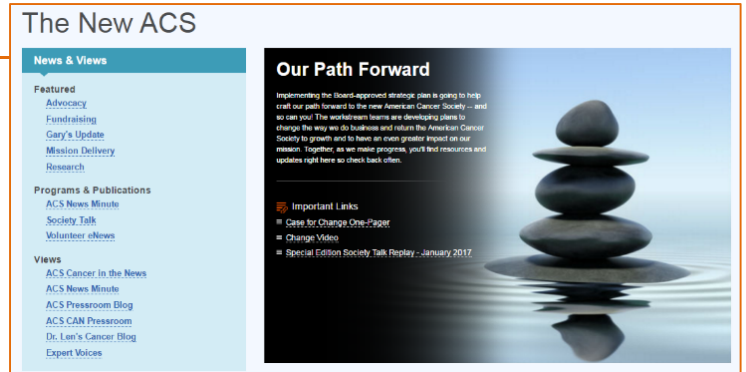 The New ACS
News & Views
Featured
Advocacy
Fundraising
Gary's Update
Mission Delivery
Research
Programs & Publications
ACS News Minute
Society Talk
Volunteer eNews
Views
ACS Cancer in the News
ACS News Minute
ACS Pressroom Blog
ACS CAN Pressroom
Dr. Len's Cancer Blog
Expert Voices
Our Path Forward
Implementing the Board-approved strategic plan is going to help
craft our path forward to the new American Cancer Society -- and
so can you! The workstream teams are developing plans to
change the way we do business and return the American Cancer
Society to growth and to have an even greater impact on our
mission. Together, as we make progress, you'll find resources and
updates right here so check back often.
Important Links
Case for Change One-Pager
Change Video
Special Edition Society Talk Replay - January 2017